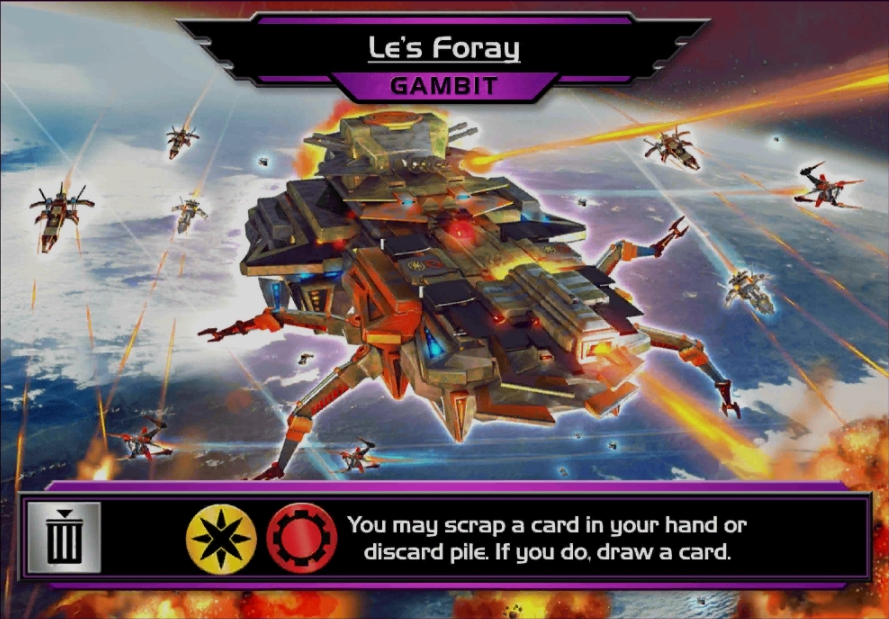 Le's Foray
GAMBIT
You may scrap a card in your hand or
discard pile. If you do, draw a card.